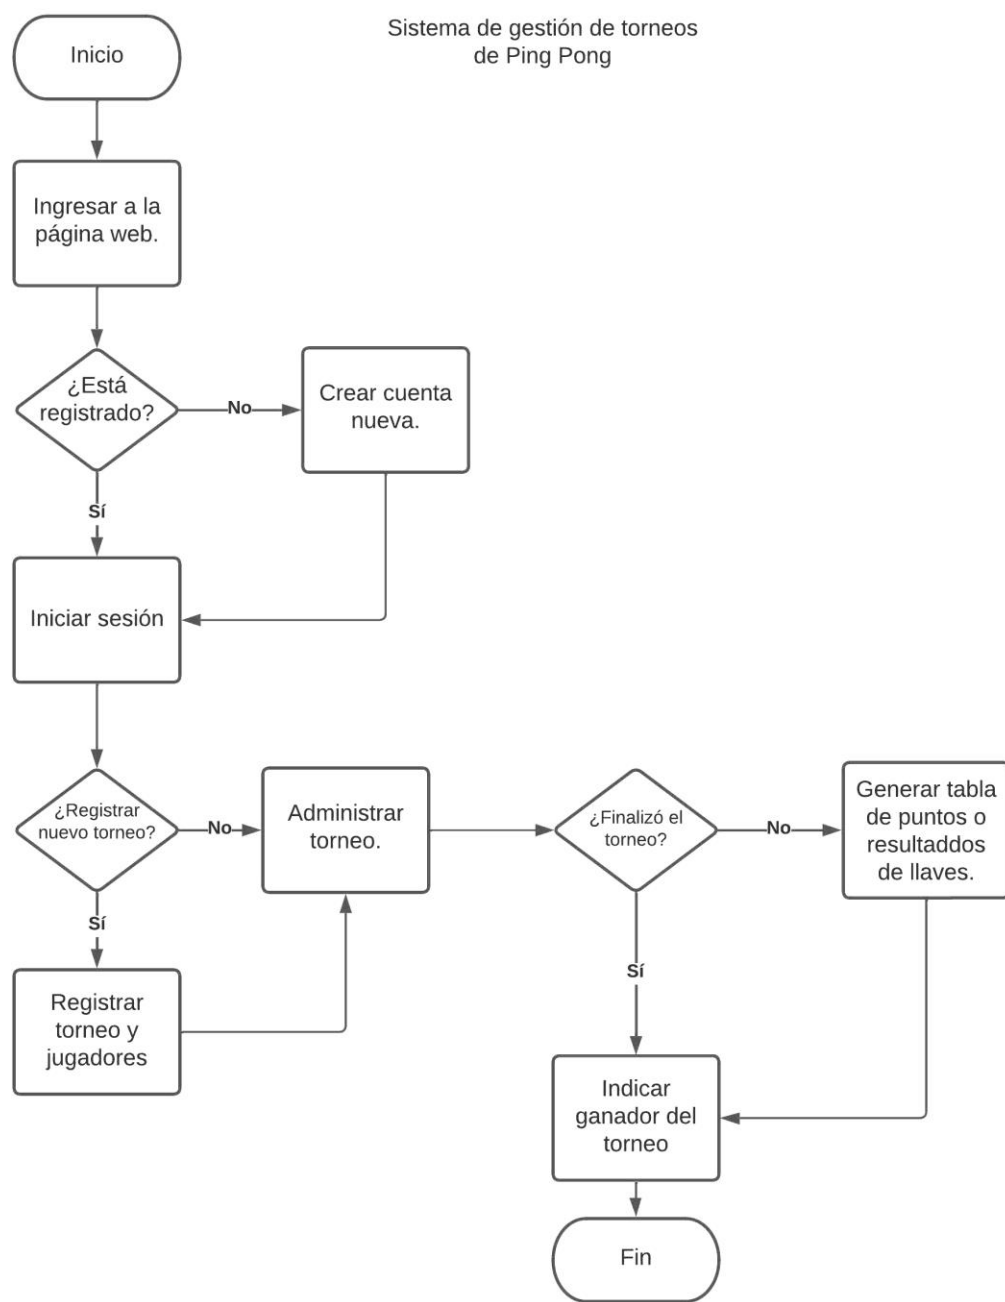 Sistema de gestión de torneos
de Ping Pong
Inicio
Ingresar a la
página web.
¿Está
registrado?
No
Crear cuenta
nueva.
Sí
Iniciar sesión
¿Registrar
nuevo torneo?
No
Administrar
torneo.
¿Finalizó el
torneo?
No
Generar tabla
de puntos o
resultaddos
de llaves.
Sí
Registrar
torneo y
jugadores
Sí
Indicar
ganador del
torneo
Fin